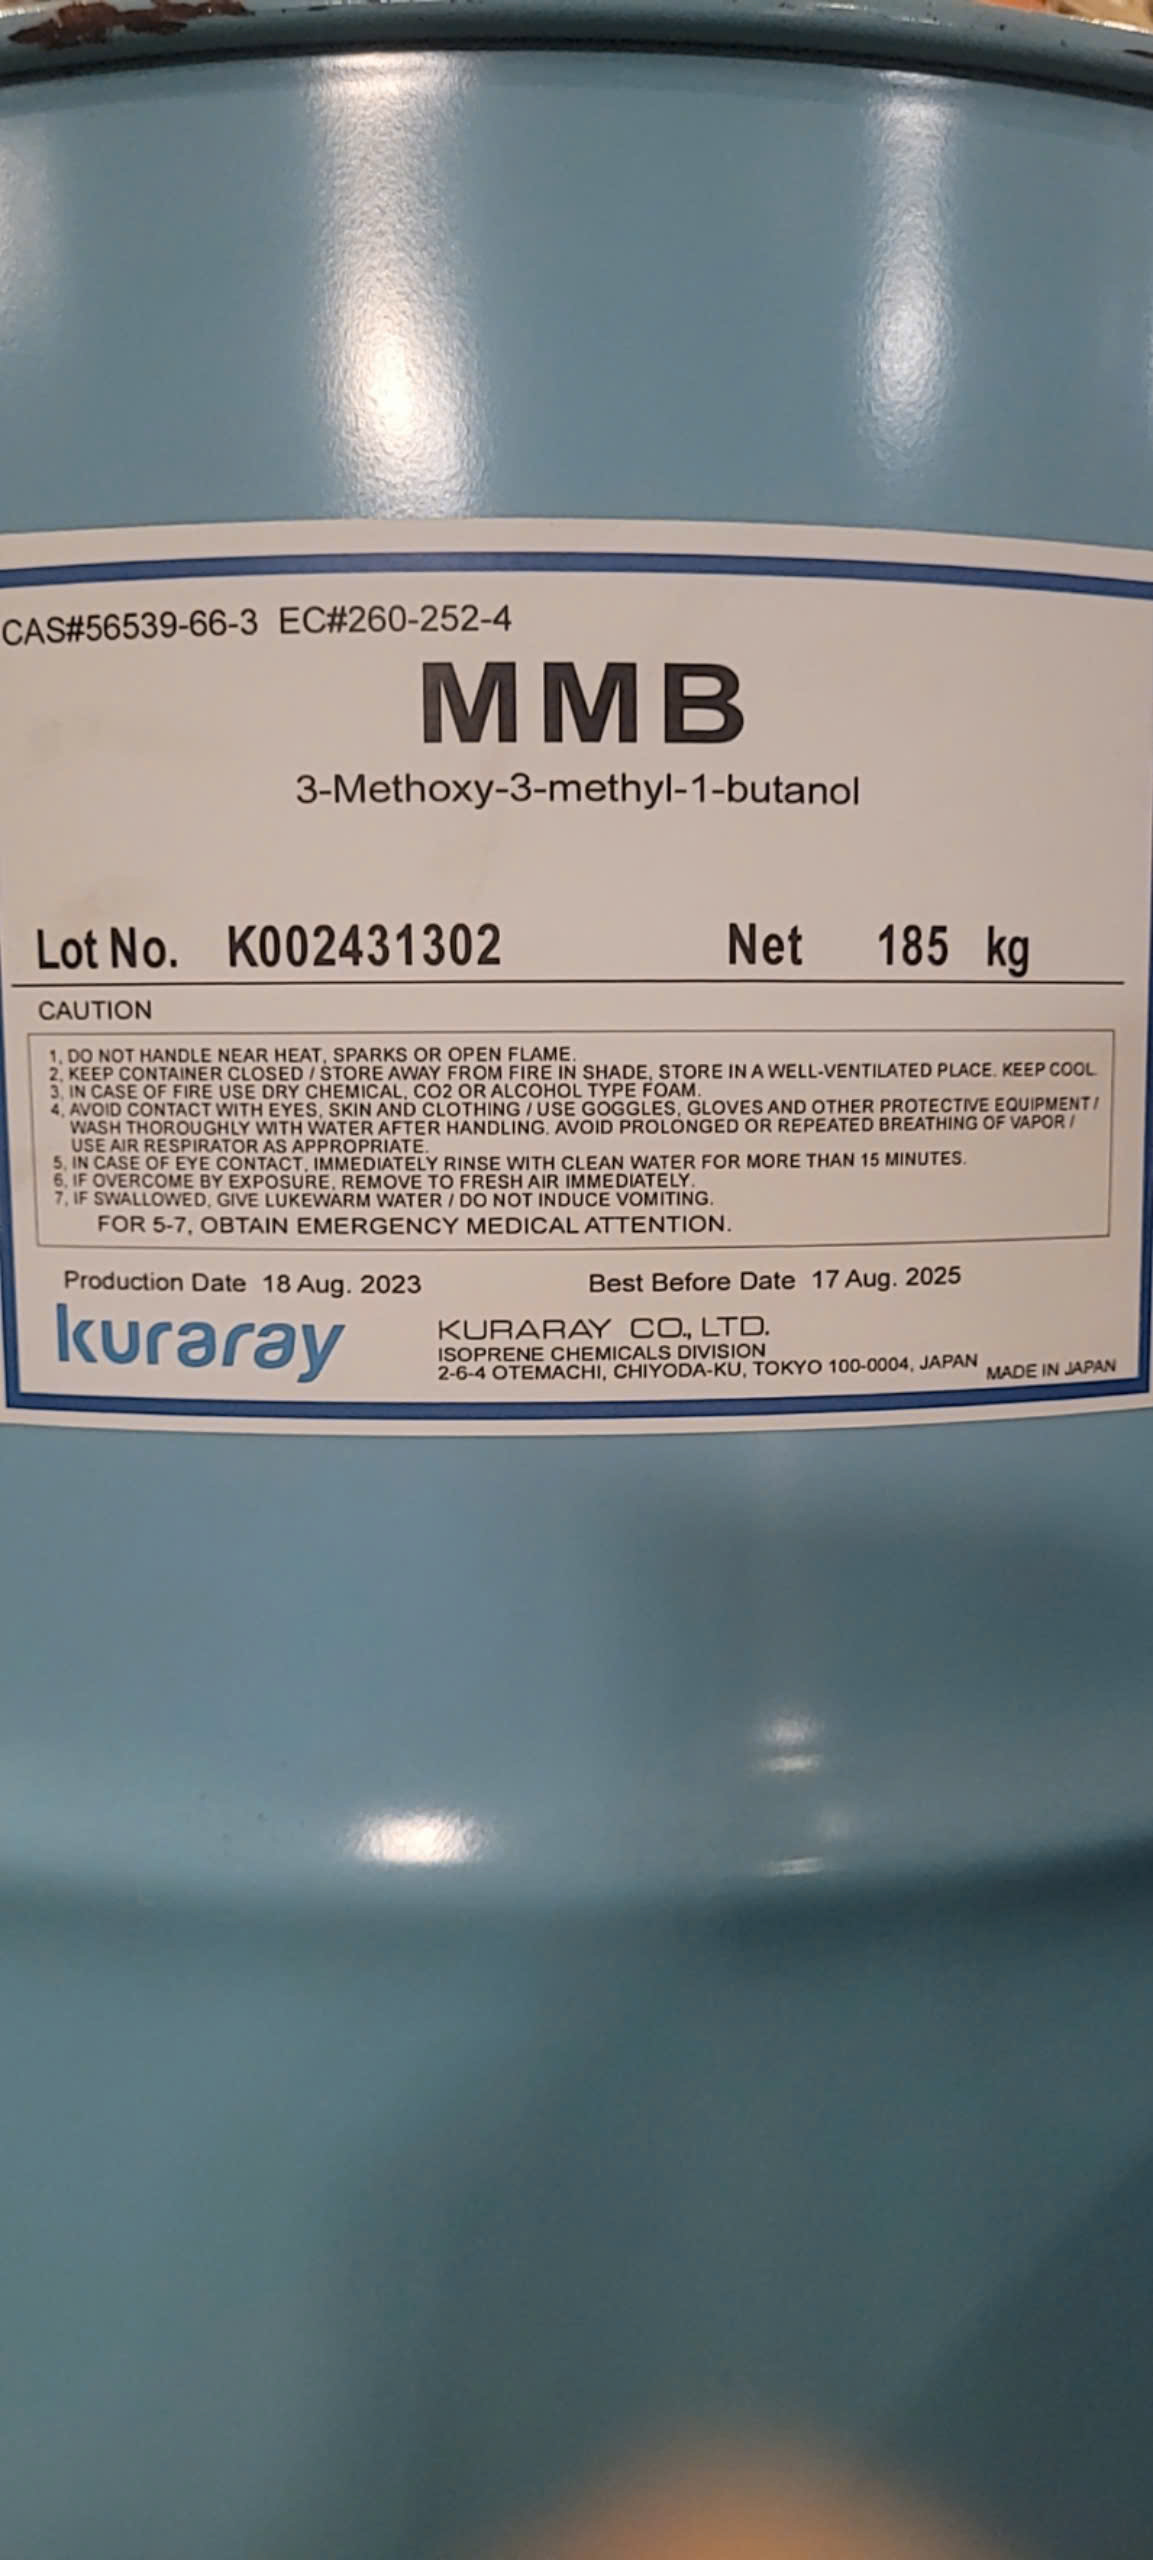 CAS#56539-66-3 EC#260-252-4
MMB
3-Methoxy-3-methyl-1-butanol
Lot No. K002431302 Net 185 kg
CAUTION
1, DO NOT HANDLE NEAR HEAT, SPARKS OR OPEN FLAME.
2, KEEP CONTAINER CLOSED / STORE AWAY FROM FIRE IN SHADE, STORE IN A WELL-VENTILATED PLACE. KEEP COOL.
3, IN CASE OF FIRE USE DRY CHEMICAL, CO2 OR ALCOHOL TYPE FOAM.
4, AVOID CONTACT WITH EYES, SKIN AND CLOTHING / USE GOGGLES, GLOVES AND OTHER PROTECTIVE EQUIPMENT /
WASH THOROUGHLY WITH WATER AFTER HANDLING. AVOID PROLONGED OR REPEATED BREATHING OF VAPOR /
USE AIR RESPIRATOR AS APPROPRIATE.
5, IN CASE OF EYE CONTACT, IMMEDIATELY RINSE WITH CLEAN WATER FOR MORE THAN 15 MINUTES.
6, IF OVERCOME BY EXPOSURE, REMOVE TO FRESH AIR IMMEDIATELY.
7, IF SWALLOWED, GIVE LUKEWARM WATER / DO NOT INDUCE VOMITING.
FOR 5-7, OBTAIN EMERGENCY MEDICAL ATTENTION.
Production Date 18 Aug. 2023 Best Before Date 17 Aug. 2025
kuraray
KURARAY CO., LTD.
ISOPRENE CHEMICALS DIVISION
2-6-4 OTEMACHI, CHIYODA-KU, TOKYO 100-0004, JAPAN MADE IN JAPAN